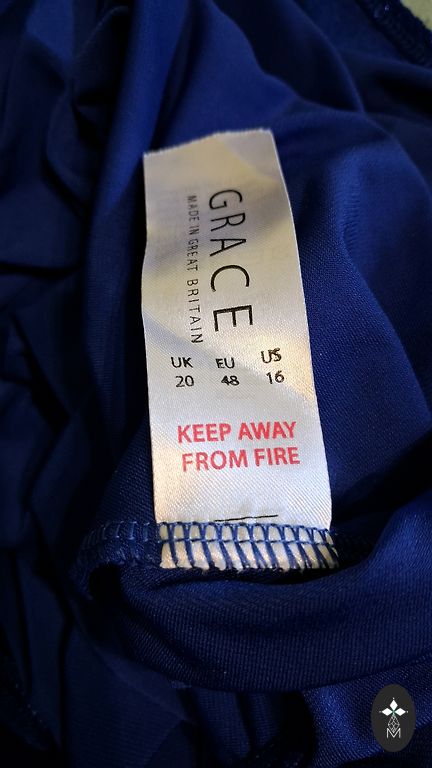 GRACE
MADE IN GREAT BRITAIN
UK EU US
20 48 16
KEEP AWAY
FROM FIRE
M